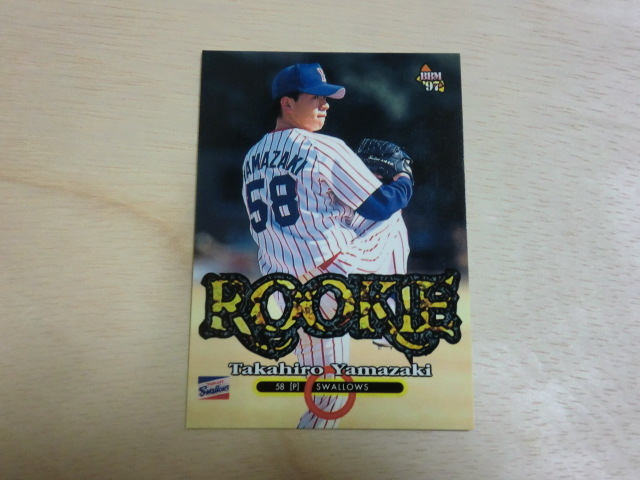 BBM
'97
YAMAZAKI
58
ROOKIE
Takahiro Yamazaki
58 [P] SWALLOWS
Swallows